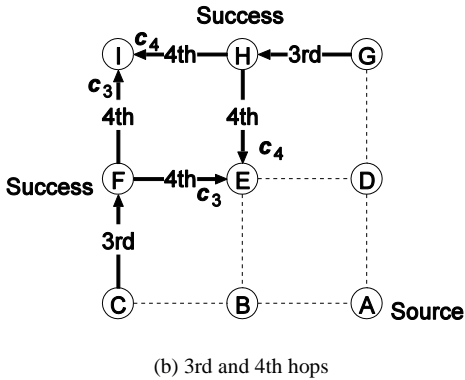 Success
I c4 4th H 3rd G
c3
4th 4th
c4
Success F 4th E D
c3
3rd
C B A Source
(b) 3rd and 4th hops